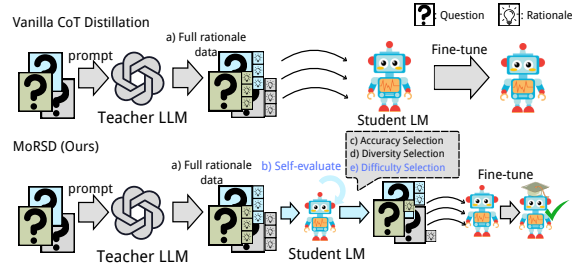 ? : Question : Rationale
Vanilla CoT Distillation
prompt
a) Full rationale
data
Fine-tune
Teacher LLM
Student LM
MoRSD (Ours)
prompt
a) Full rationale
data
b) Self-evaluate
c) Accuracy Selection
d) Diversity Selection
e) Difficulty Selection
Fine-tune
Teacher LLM
Student LM